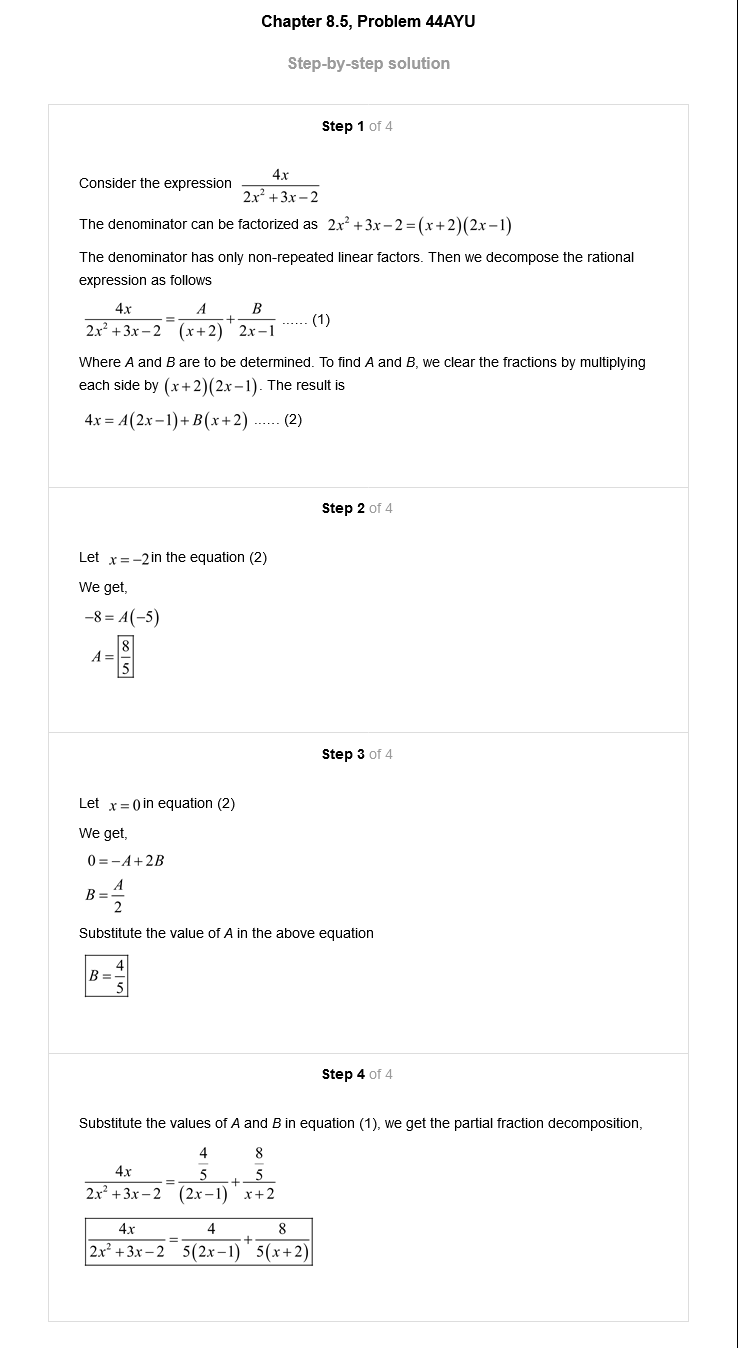 Chapter 8.5, Problem 44AYU
Step-by-step solution
Step 1 of 4
Consider the expression \frac{4x}{2x^2+3x-2}
The denominator can be factorized as 2x^2+3x-2=(x+2)(2x-1)
The denominator has only non-repeated linear factors. Then we decompose the rational
expression as follows
\frac{4x}{2x^2+3x-2}=\frac{A}{(x+2)}+\frac{B}{2x-1} ...... (1)
Where A and B are to be determined. To find A and B, we clear the fractions by multiplying
each side by (x+2)(2x-1). The result is
4x=A(2x-1)+B(x+2) ...... (2)
Step 2 of 4
Let x=-2 in the equation (2)
We get,
-8=A(-5)
A=\boxed{\frac{8}{5}}
Step 3 of 4
Let x=0 in equation (2)
We get,
0=-A+2B
B=\frac{A}{2}
Substitute the value of A in the above equation
\boxed{B=\frac{4}{5}}
Step 4 of 4
Substitute the values of A and B in equation (1), we get the partial fraction decomposition,
\frac{4x}{2x^2+3x-2}=\frac{\frac{4}{5}}{(2x-1)}+\frac{\frac{8}{5}}{x+2}
\boxed{\frac{4x}{2x^2+3x-2}=\frac{4}{5(2x-1)}+\frac{8}{5(x+2)}}